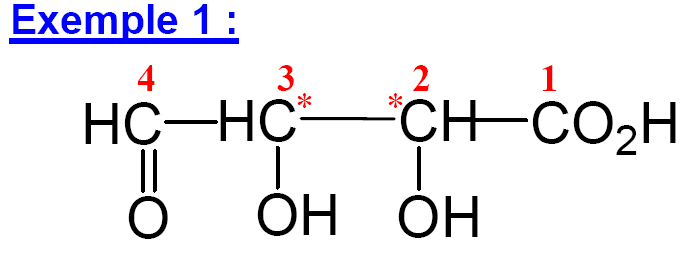 Exemple 1 :
4 3 2 1
HC HC* *CH CO₂H
O OH OH